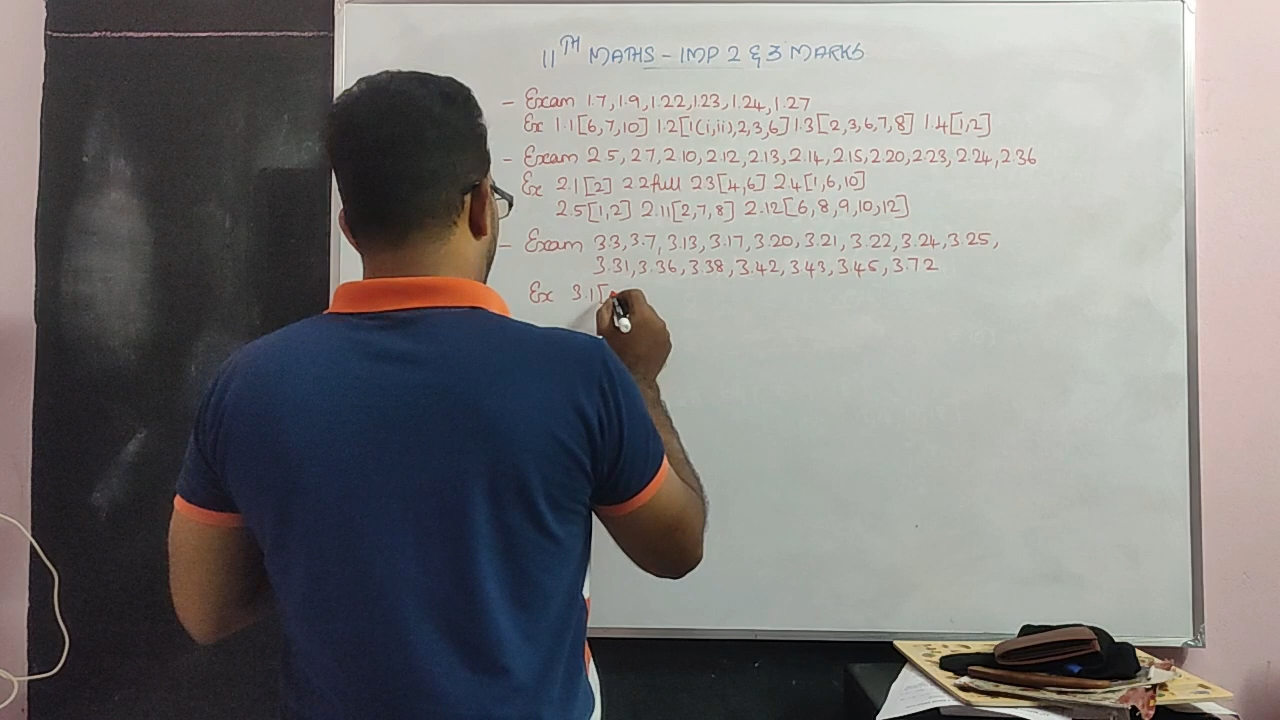 11TH MATHS - IMP 2 & 3 MARKS
- Exam 1.7, 1.9, 1.22, 1.23, 1.24, 1.27
Ex 1.1[6,7,10] 1.2[1(i,ii),2,3,6] 1.3[2,3,6,7,8] 1.4[1,2]
- Exam 2.5, 2.7, 2.10, 2.12, 2.13, 2.14, 2.15, 2.20, 2.23, 2.24, 2.36
Ex 2.1[2] 2.2 full 2.3[4,6] 2.4[1,6,10]
2.5[1,2] 2.11[2,7,8] 2.12[6,8,9,10,12]
- Exam 3.3, 3.7, 3.13, 3.17, 3.20, 3.21, 3.22, 3.24, 3.25,
3.31, 3.36, 3.38, 3.42, 3.43, 3.45, 3.72
Ex 3.1[